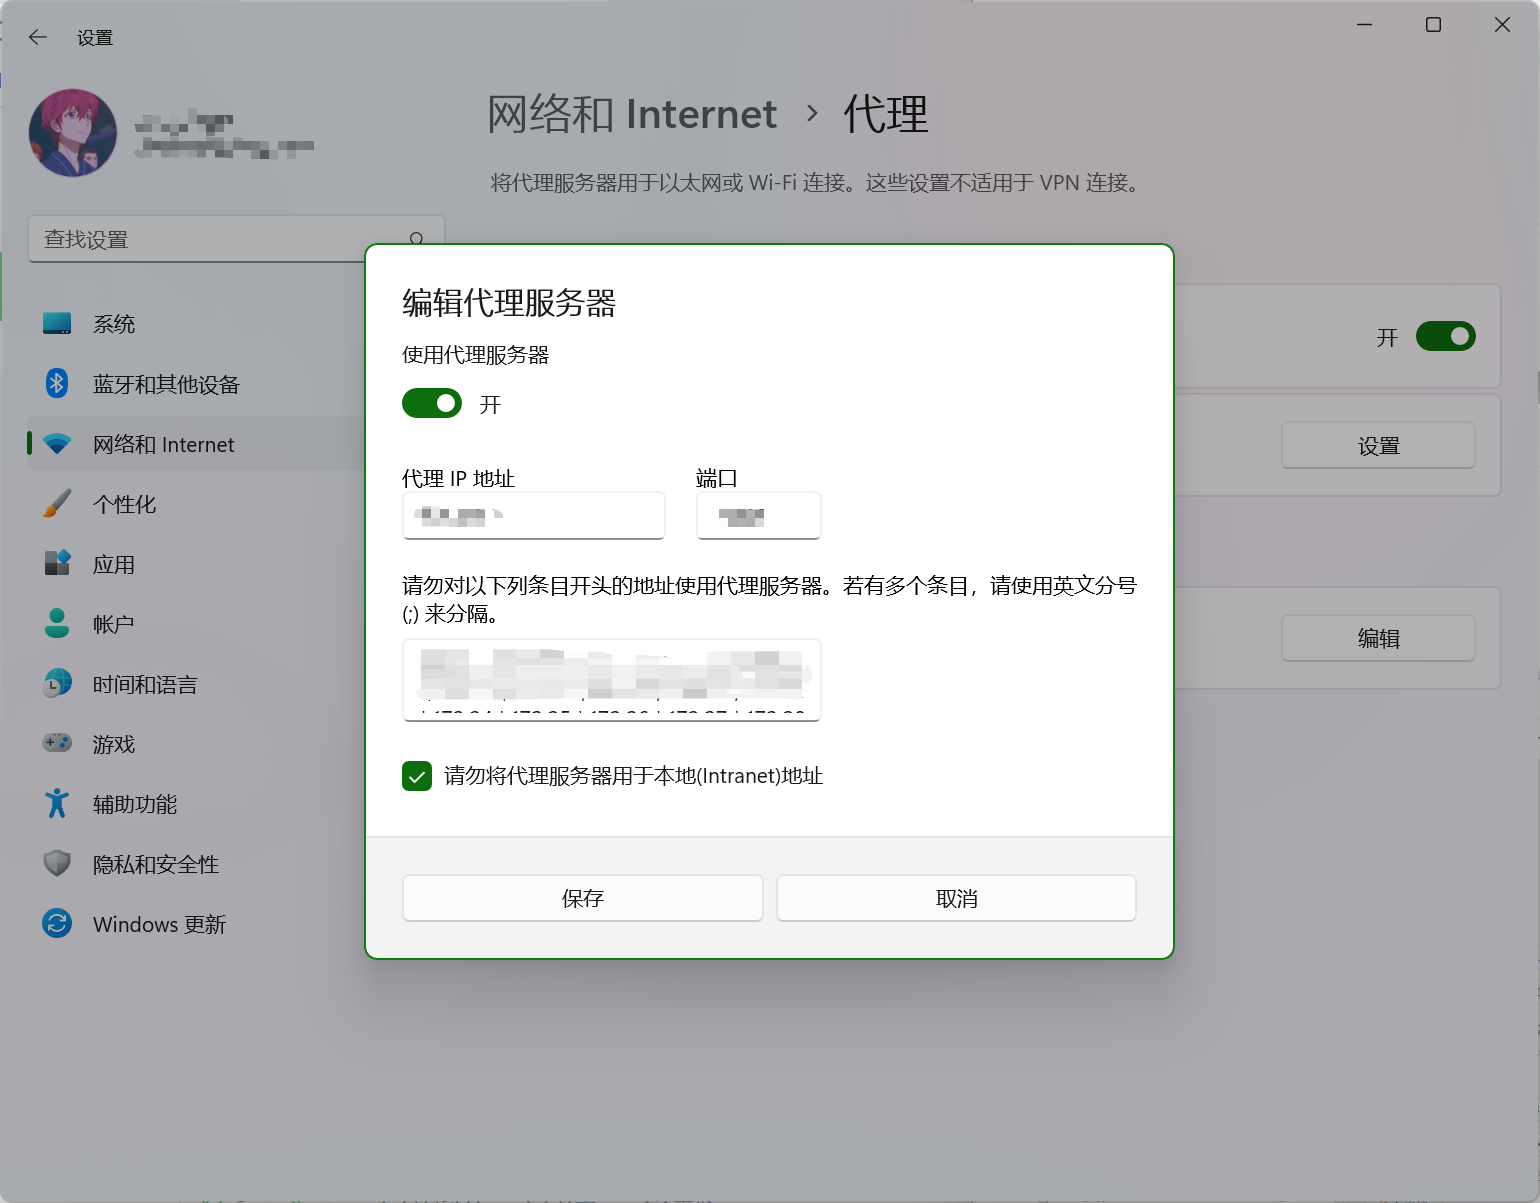 设置
网络和 Internet › 代理
将代理服务器用于以太网或 Wi-Fi 连接。这些设置不适用于 VPN 连接。
查找设置
系统
蓝牙和其他设备
网络和 Internet
个性化
应用
帐户
时间和语言
游戏
辅助功能
隐私和安全性
Windows 更新
开
设置
编辑
编辑代理服务器
使用代理服务器
开
代理 IP 地址
端口
请勿对以下列条目开头的地址使用代理服务器。若有多个条目，请使用英文分号
(;) 来分隔。
请勿将代理服务器用于本地(Intranet)地址
保存
取消